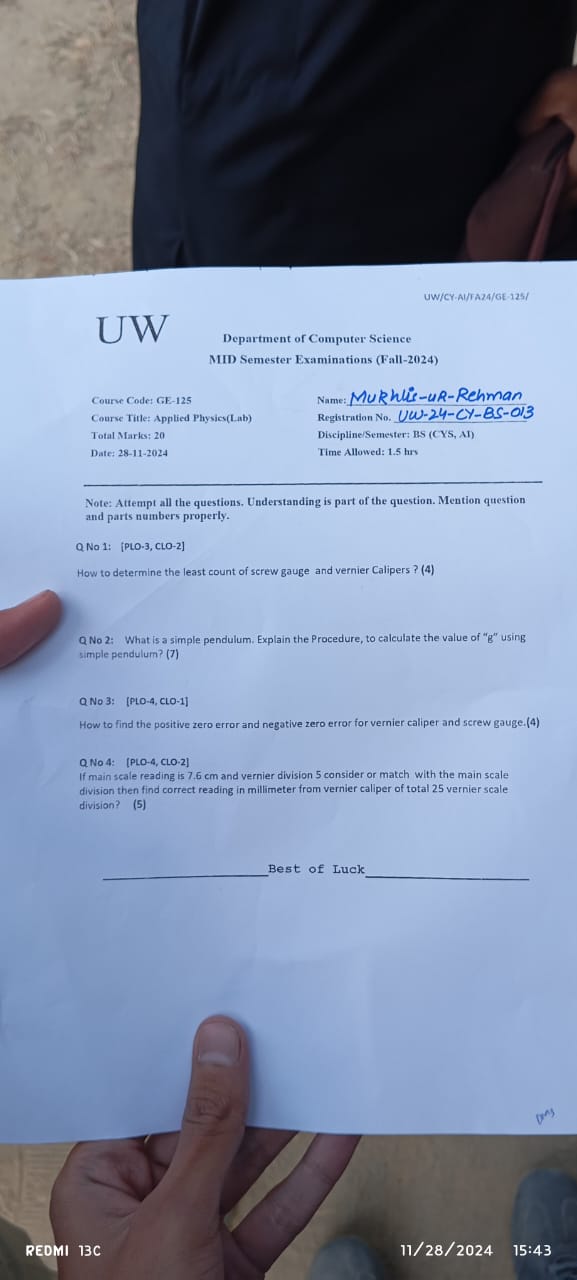 UW/CY-AI/FA24/GE-125/
UW
Department of Computer Science
MID Semester Examinations (Fall-2024)
Course Code: GE-125
Name: Mukhlis-uR-Rehman
Course Title: Applied Physics(Lab)
Registration No. UW-24-CY-BS-013
Total Marks: 20
Discipline/Semester: BS (CYS, AI)
Date: 28-11-2024
Time Allowed: 1.5 hrs
Note: Attempt all the questions. Understanding is part of the question. Mention question
and parts numbers properly.
Q No 1: [PLO-3, CLO-2]
How to determine the least count of screw gauge and vernier Calipers ? (4)
Q No 2: What is a simple pendulum. Explain the Procedure, to calculate the value of "g" using
simple pendulum? (7)
Q No 3: [PLO-4, CLO-1]
How to find the positive zero error and negative zero error for vernier caliper and screw gauge.(4)
Q No 4: [PLO-4, CLO-2]
If main scale reading is 7.6 cm and vernier division 5 consider or match with the main scale
division then find correct reading in millimeter from vernier caliper of total 25 vernier scale
division? (5)
Best of Luck
REDMI 13C
11/28/2024 15:43